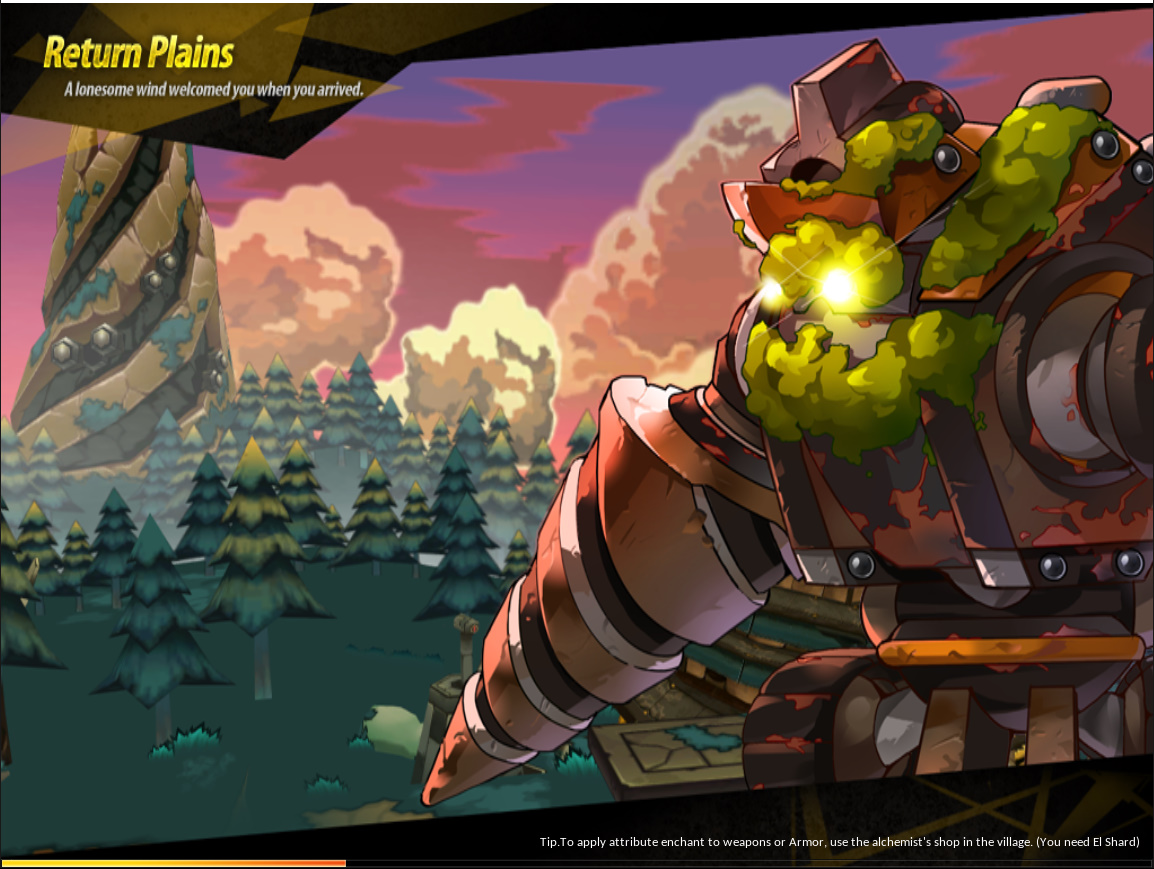 Return Plains
A lonesome wind welcomed you when you arrived.
Tip.To apply attribute enchant to weapons or Armor, use the alchemist's shop in the village. (You need El Shard)